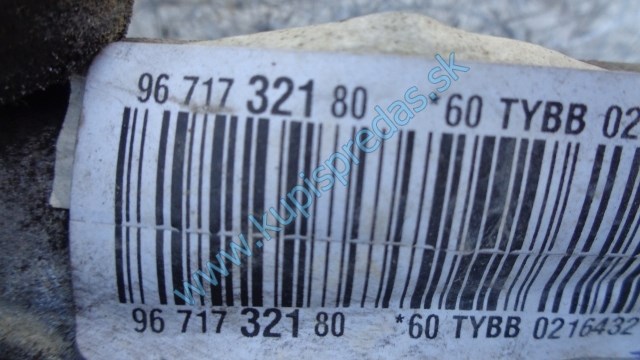 96 717 321 80 *60 TYBB 02
www.kupispredas.sk
96 717 321 80 *60 TYBB 0216432